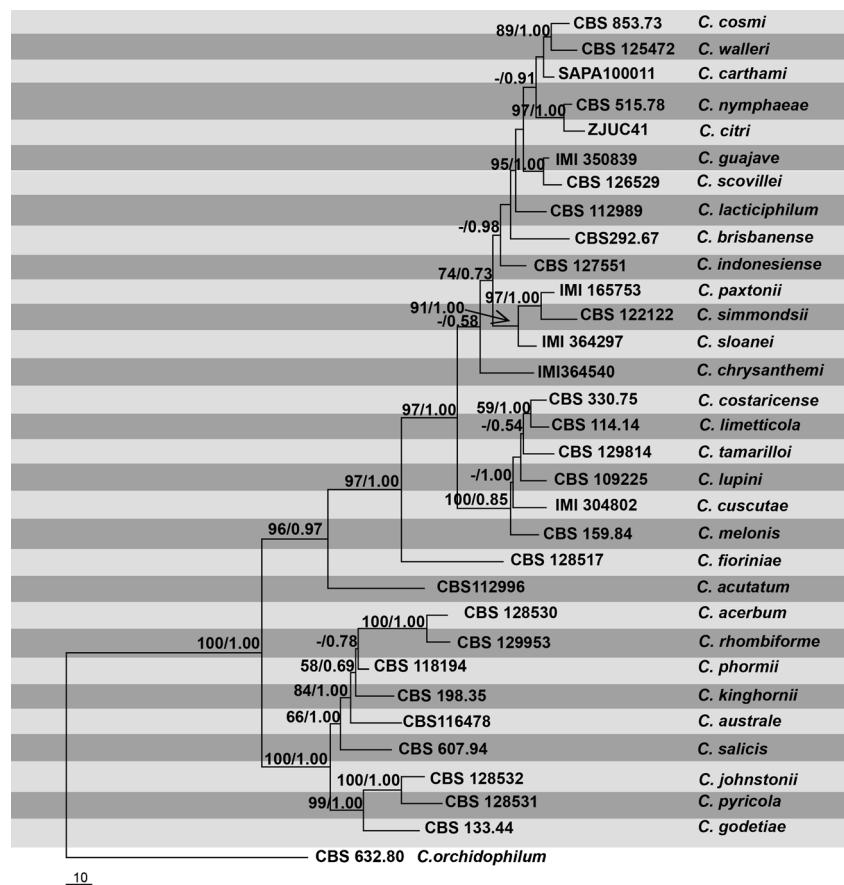 CBS 853.73 C. cosmi
89/1.00
CBS 125472 C. walleri
SAPA100011 C. carthami
-/0.91
CBS 515.78 C. nymphaeae
97/1.00
ZJUC41 C. citri
IMI 350839 C. guajave
95/1.00
CBS 126529 C. scovillei
CBS 112989 C. lacticiphilum
-/0.98
CBS292.67 C. brisbanense
CBS 127551 C. indonesiense
74/0.73
IMI 165753 C. paxtonii
97/1.00
91/1.00
CBS 122122 C. simmondsii
-/0.58
IMI 364297 C. sloanei
IMI364540 C. chrysanthemi
CBS 330.75 C. costaricense
59/1.00
97/1.00
CBS 114.14 C. limetticola
-/0.54
CBS 129814 C. tamarilloi
-/1.00
CBS 109225 C. lupini
97/1.00
100/0.85
IMI 304802 C. cuscutae
96/0.97
CBS 159.84 C. melonis
CBS 128517 C. fioriniae
CBS112996 C. acutatum
CBS 128530 C. acerbum
100/1.00
100/1.00
-/0.78
CBS 129953 C. rhombiforme
58/0.69
CBS 118194 C. phormii
84/1.00
CBS 198.35 C. kinghornii
66/1.00
CBS116478 C. australe
CBS 607.94 C. salicis
100/1.00
100/1.00
CBS 128532 C. johnstonii
99/1.00
CBS 128531 C. pyricola
CBS 133.44 C. godetiae
CBS 632.80 C.orchidophilum
10